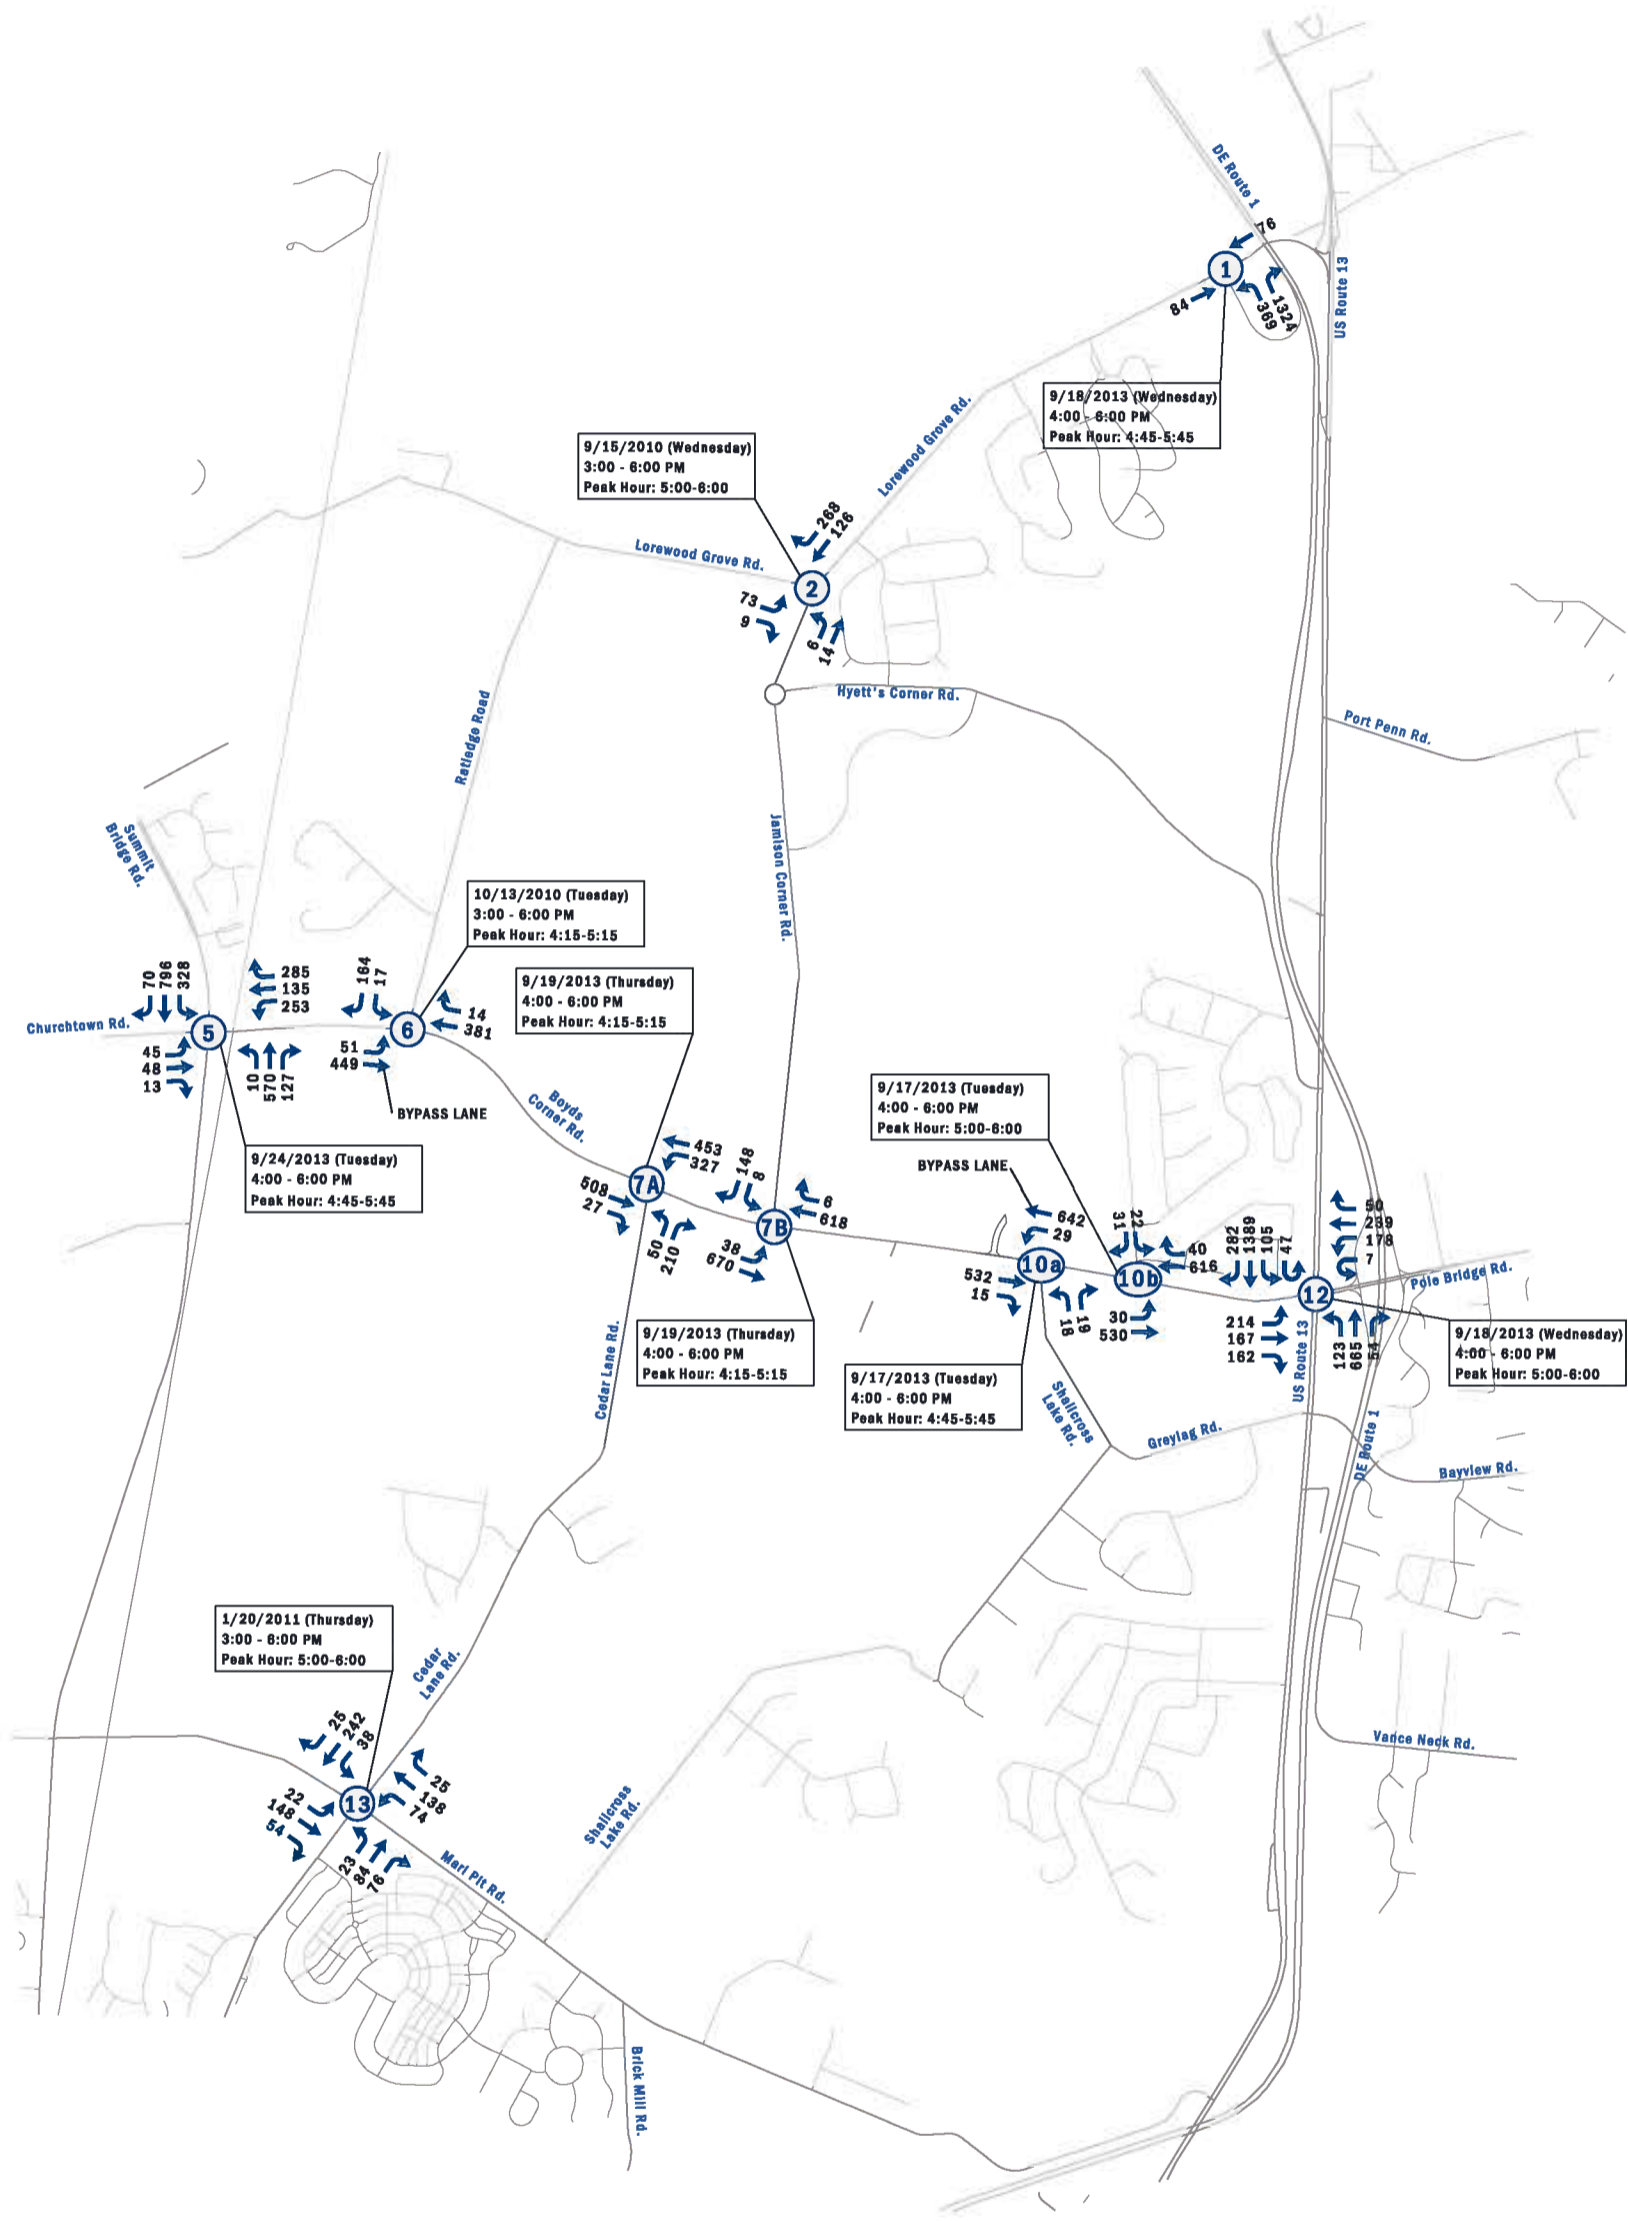 DE Route 1
76
1
84
369
1324
US Route 13
9/18/2013 (Wednesday)
4:00 - 6:00 PM
Peak Hour: 4:45-5:45
Lorewood Grove Rd.
9/15/2010 (Wednesday)
3:00 - 6:00 PM
Peak Hour: 5:00-6:00
268
126
Lorewood Grove Rd.
2
73
9
6
14
Hyett's Corner Rd.
Port Penn Rd.
Ratledge Road
Jamison Corner Rd.
Summit
Bridge Rd.
10/13/2010 (Tuesday)
3:00 - 6:00 PM
Peak Hour: 4:15-5:15
70
796
328
285
135
253
164
17
14
381
Churchtown Rd.
5
6
45
48
13
10
570
127
51
449
BYPASS LANE
9/19/2013 (Thursday)
4:00 - 6:00 PM
Peak Hour: 4:15-5:15
Boyds
Corner Rd.
9/24/2013 (Tuesday)
4:00 - 6:00 PM
Peak Hour: 4:45-5:45
453
327
7A
508
27
50
210
148
8
6
618
7B
38
670
9/17/2013 (Tuesday)
4:00 - 6:00 PM
Peak Hour: 5:00-6:00
BYPASS LANE
642
29
10a
532
15
18
19
31
22
40
616
10b
30
530
282
1389
105
47
50
239
178
7
12
Pole Bridge Rd.
214
167
162
123
665
54
US Route 13
9/18/2013 (Wednesday)
4:00 - 6:00 PM
Peak Hour: 5:00-6:00
9/19/2013 (Thursday)
4:00 - 6:00 PM
Peak Hour: 4:15-5:15
9/17/2013 (Tuesday)
4:00 - 6:00 PM
Peak Hour: 4:45-5:45
Cedar Lane Rd.
Shallcross
Lake Rd.
Greylag Rd.
DE Route 1
Bayview Rd.
1/20/2011 (Thursday)
3:00 - 6:00 PM
Peak Hour: 5:00-6:00
Cedar
Lane Rd.
25
242
38
25
138
74
13
22
148
54
23
84
76
Marl Pit Rd.
Shallcross
Lake Rd.
Vance Neck Rd.
Brick Mill Rd.